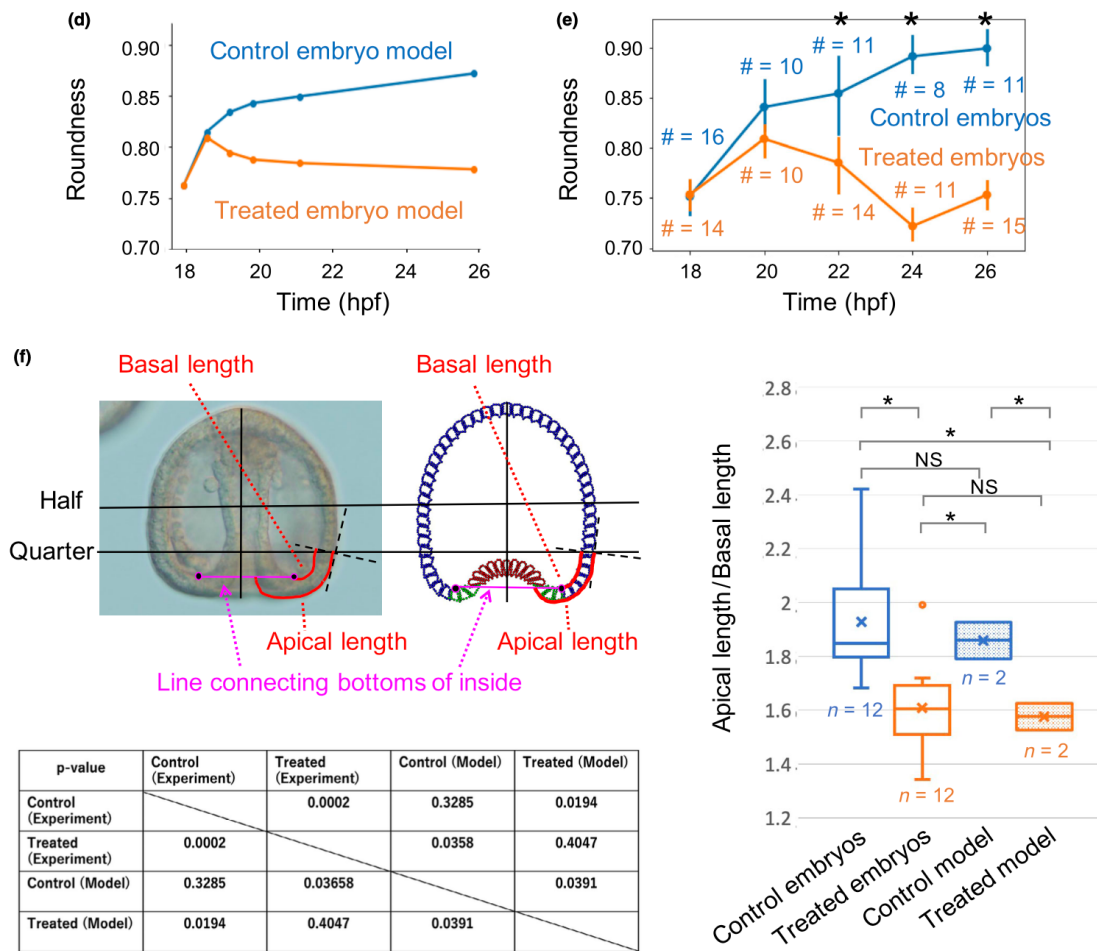 (d)
0.90
0.85
0.80
0.75
0.70
Roundness
Control embryo model
Treated embryo model
18
20
22
24
26
Time (hpf)
(e)
0.90
0.85
0.80
0.75
0.70
Roundness
*
*
*
# = 16
# = 10
# = 11
# = 8
# = 11
Control embryos
Treated embryos
# = 14
# = 10
# = 14
# = 11
# = 15
18
20
22
24
26
Time (hpf)
(f)
Basal length
Basal length
Half
Quarter
Apical length
Apical length
Line connecting bottoms of inside
p-value
Control (Experiment)
Treated (Experiment)
Control (Model)
Treated (Model)
Control (Experiment)
0.0002
0.3285
0.0194
Treated (Experiment)
0.0002
0.0358
0.4047
Control (Model)
0.3285
0.03658
0.0391
Treated (Model)
0.0194
0.4047
0.0391
Apical length/Basal length
2.8
2.6
2.4
2.2
2
1.8
1.6
1.4
1.2
*
*
*
NS
NS
*
n = 12
n = 12
n = 2
n = 2
Control embryos
Treated embryos
Control model
Treated model